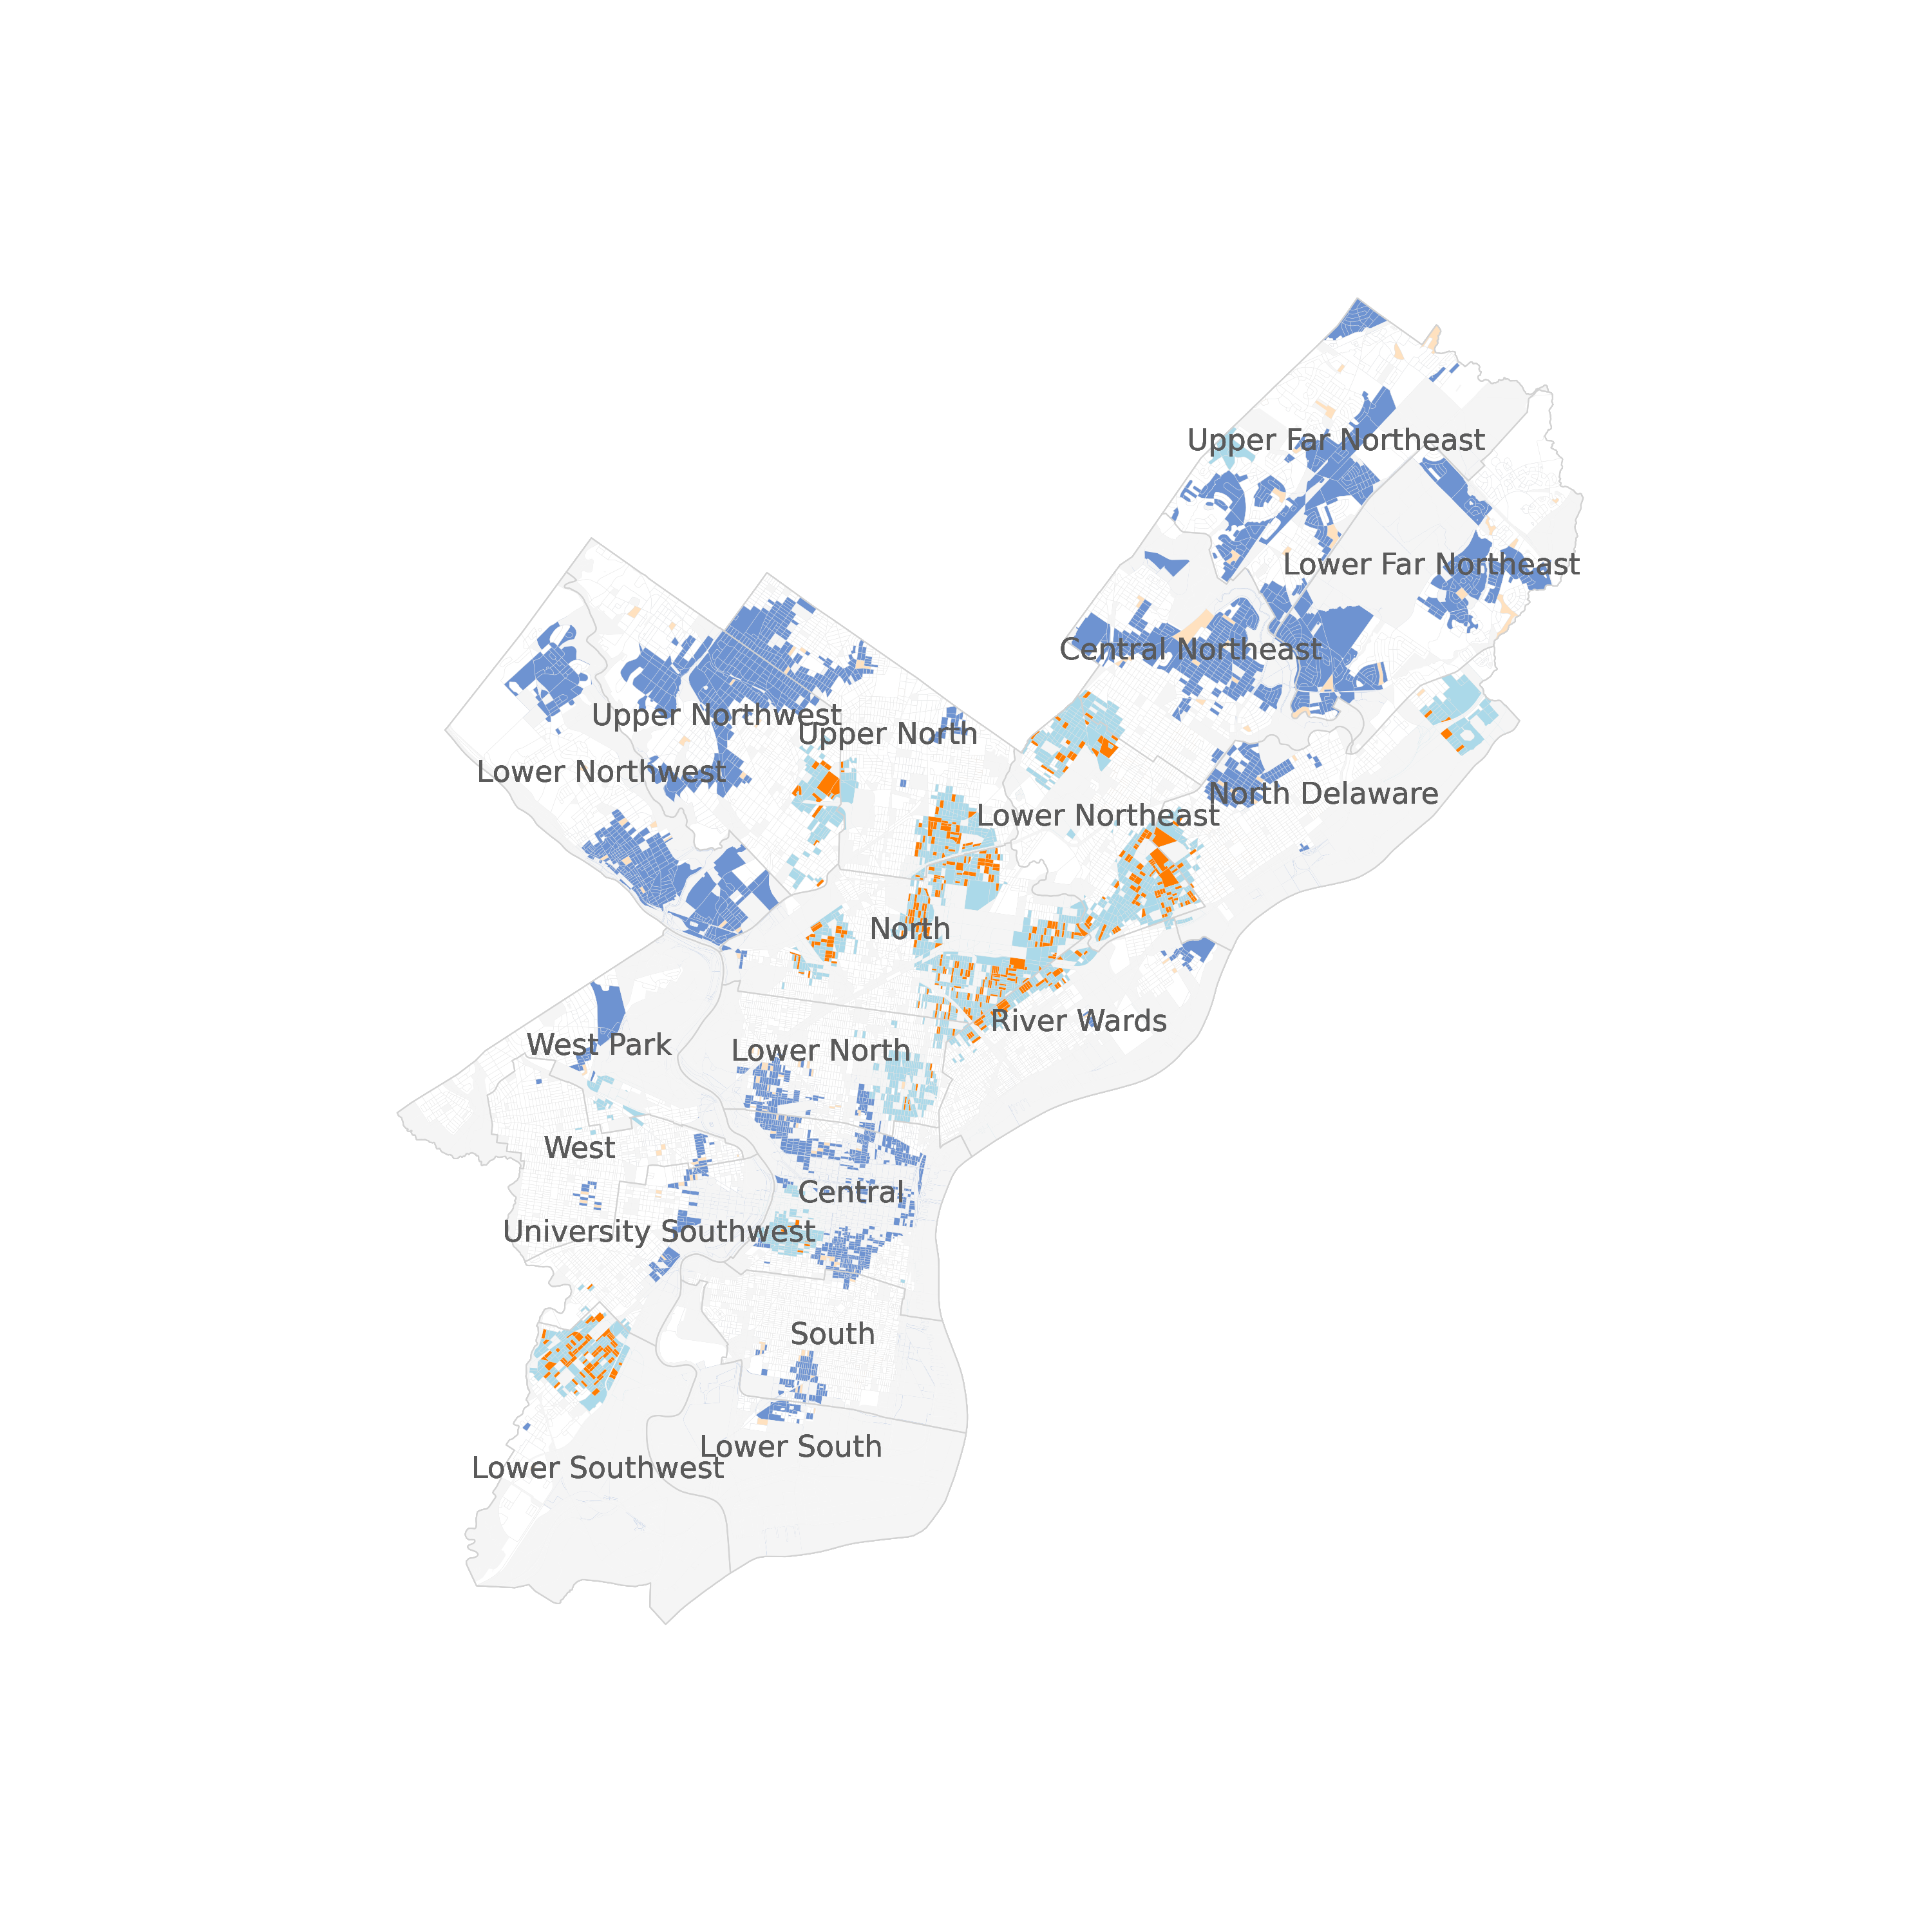 Upper Far Northeast
Lower Far Northeast
Central Northeast
Upper Northwest
Upper North
Lower Northwest
North Delaware
Lower Northeast
North
River Wards
West Park
Lower North
West
Central
University Southwest
South
Lower South
Lower Southwest